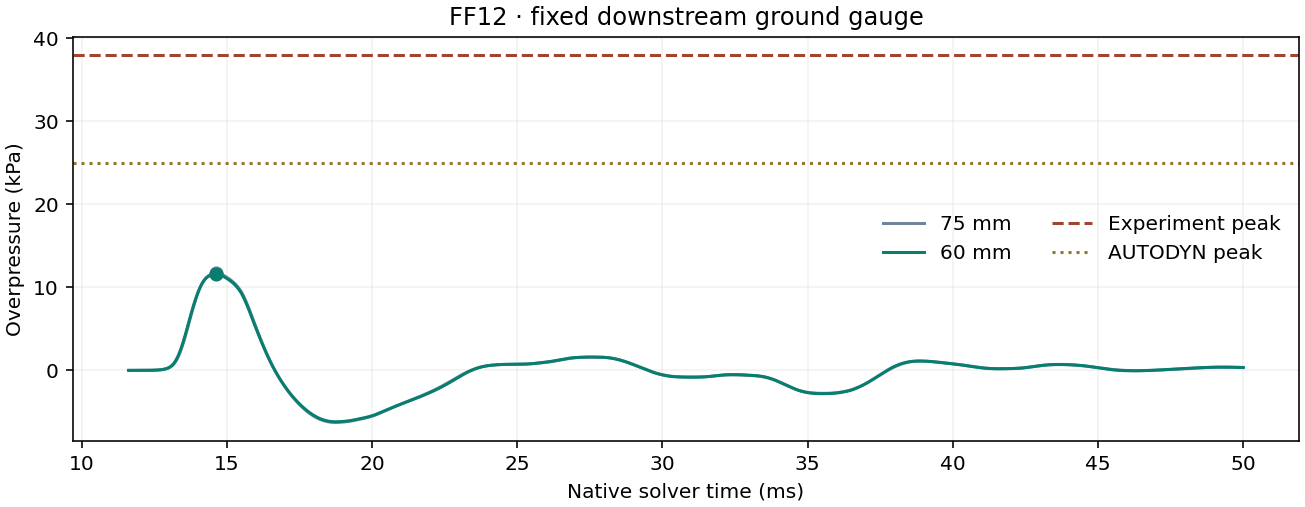 FF12 · fixed downstream ground gauge
Overpressure (kPa)
40
30
20
10
0
75 mm
60 mm
Experiment peak
AUTODYN peak
10 15 20 25 30 35 40 45 50
Native solver time (ms)